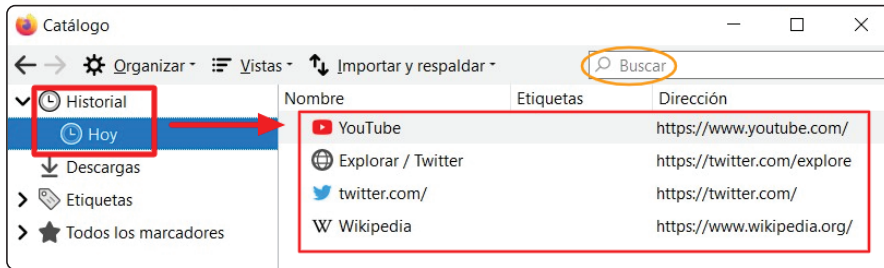 Catálogo
Organizar Vistas Importar y respaldar Buscar
Historial Nombre Etiquetas Dirección
Hoy YouTube https://www.youtube.com/
Descargas Explorar / Twitter https://twitter.com/explore
Etiquetas twitter.com/ https://twitter.com/
Todos los marcadores W Wikipedia https://www.wikipedia.org/